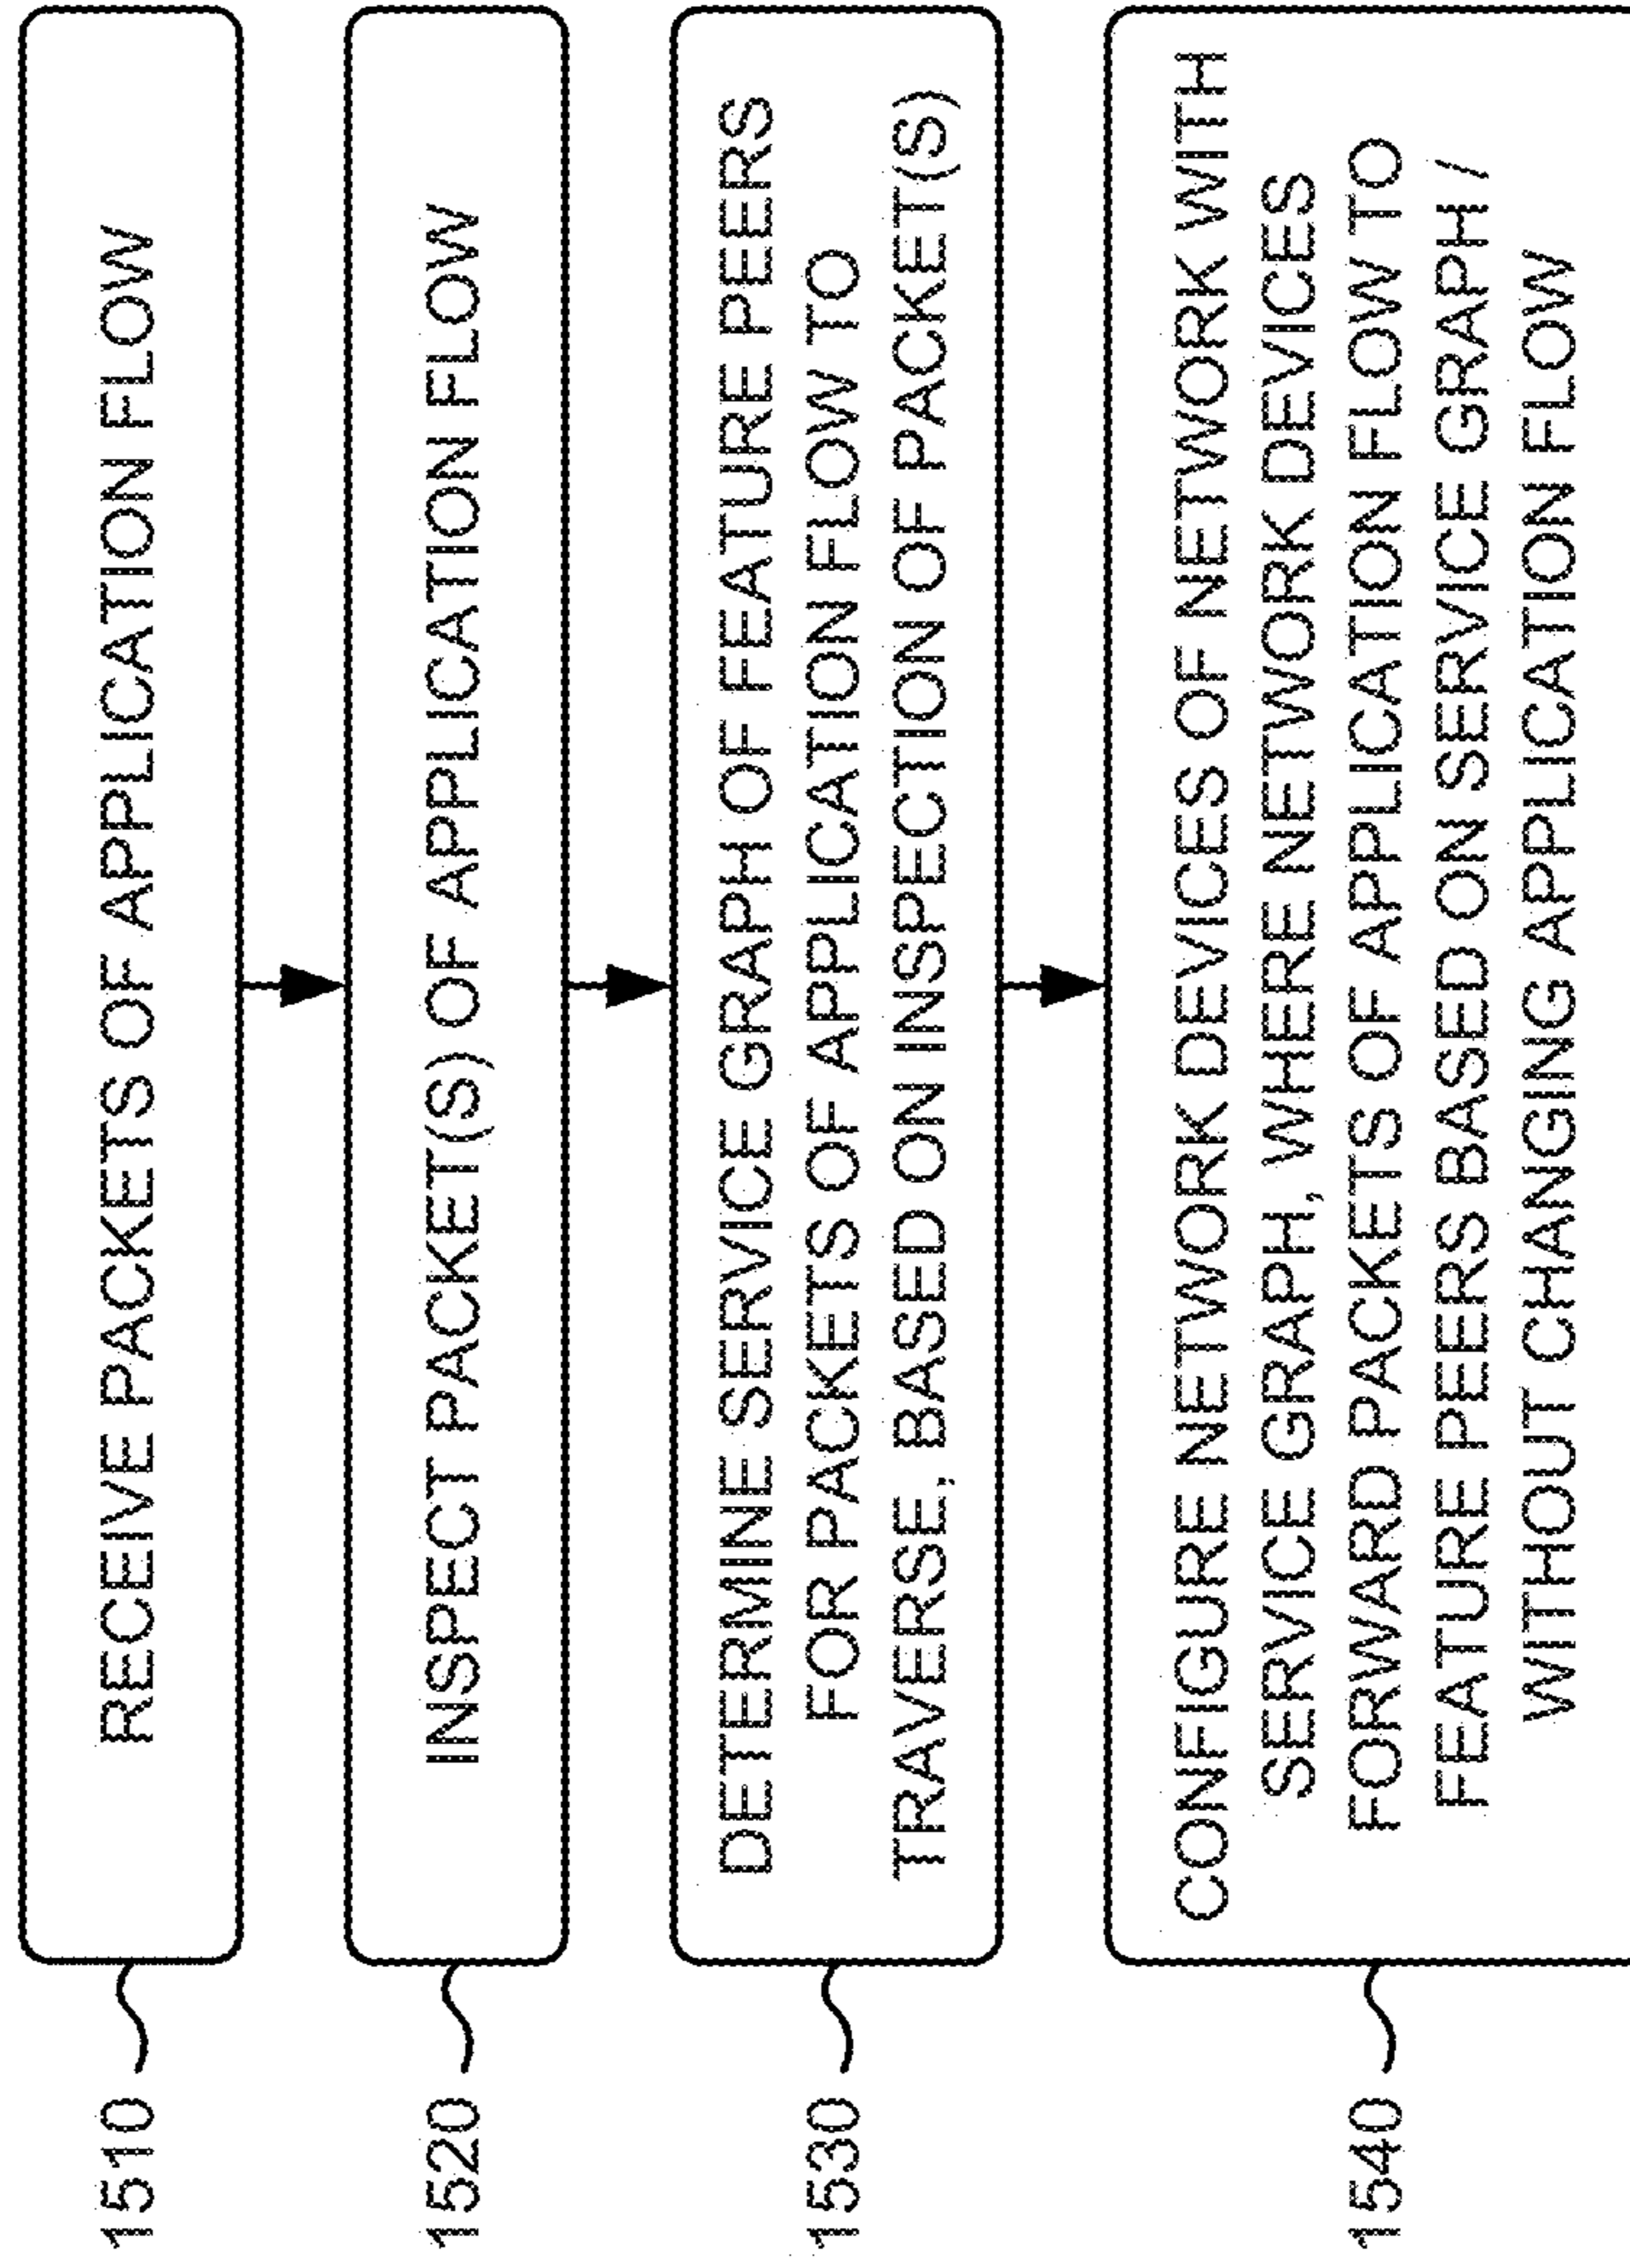 1510
RECEIVE PACKETS OF APPLICATION FLOW
1520
INSPECT PACKET(S) OF APPLICATION FLOW
1530
DETERMINE SERVICE GRAPH OF FEATURE PEERS
FOR PACKETS OF APPLICATION FLOW TO
TRAVERSE, BASED ON INSPECTION OF PACKET(S)
1540
CONFIGURE NETWORK DEVICES OF NETWORK WITH
SERVICE GRAPH, WHERE NETWORK DEVICES
FORWARD PACKETS OF APPLICATION FLOW TO
FEATURE PEERS BASED ON SERVICE GRAPH /
WITHOUT CHANGING APPLICATION FLOW